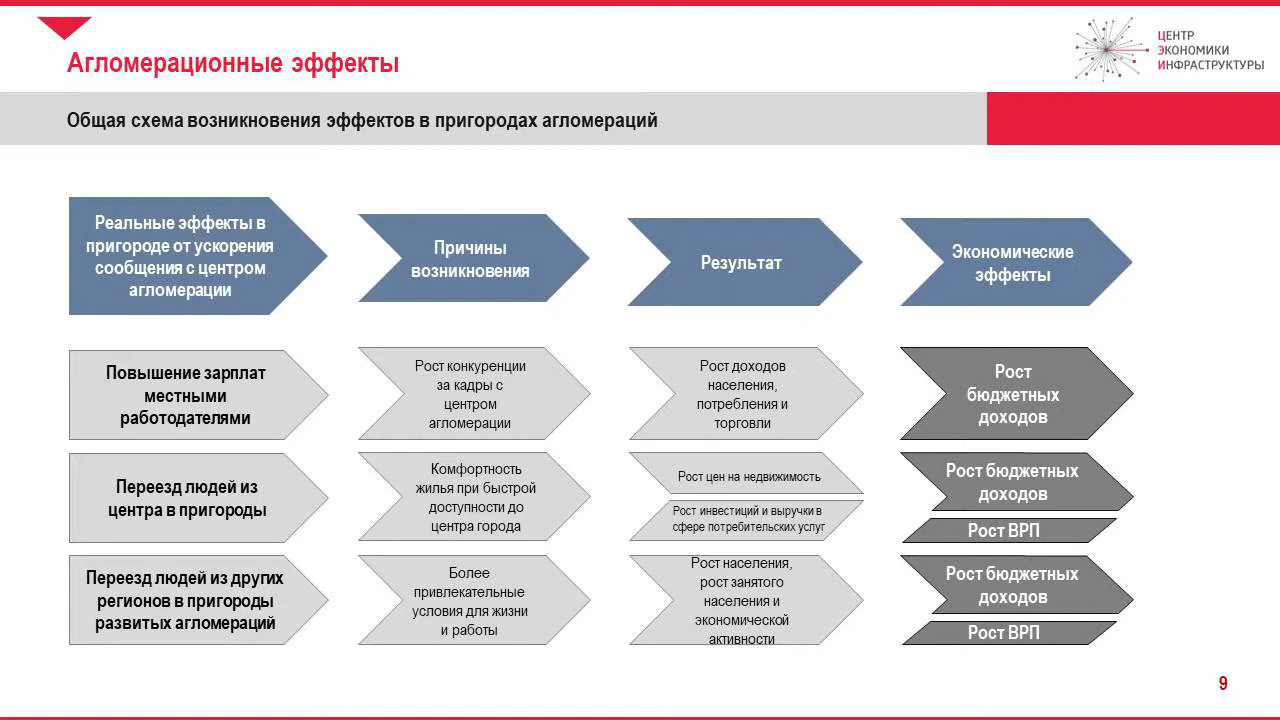 Агломерационные эффекты
ЦЕНТР
ЭКОНОМИКИ
ИНФРАСТРУКТУРЫ
Общая схема возникновения эффектов в пригородах агломераций
Реальные эффекты в
пригороде от ускорения
сообщения с центром
агломерации
Причины
возникновения
Результат
Экономические
эффекты
Повышение зарплат
местными
работодателями
Рост конкуренции
за кадры с
центром
агломерации
Рост доходов
населения,
потребления и
торговли
Рост
бюджетных
доходов
Переезд людей из
центра в пригороды
Комфортность
жилья при быстрой
доступности до
центра города
Рост цен на недвижимость
Рост инвестиций и выручки в
сфере потребительских услуг
Рост бюджетных
доходов
Рост ВРП
Переезд людей из других
регионов в пригороды
развитых агломераций
Более
привлекательные
условия для жизни
и работы
Рост населения,
рост занятого
населения и
экономической
активности
Рост бюджетных
доходов
Рост ВРП
9